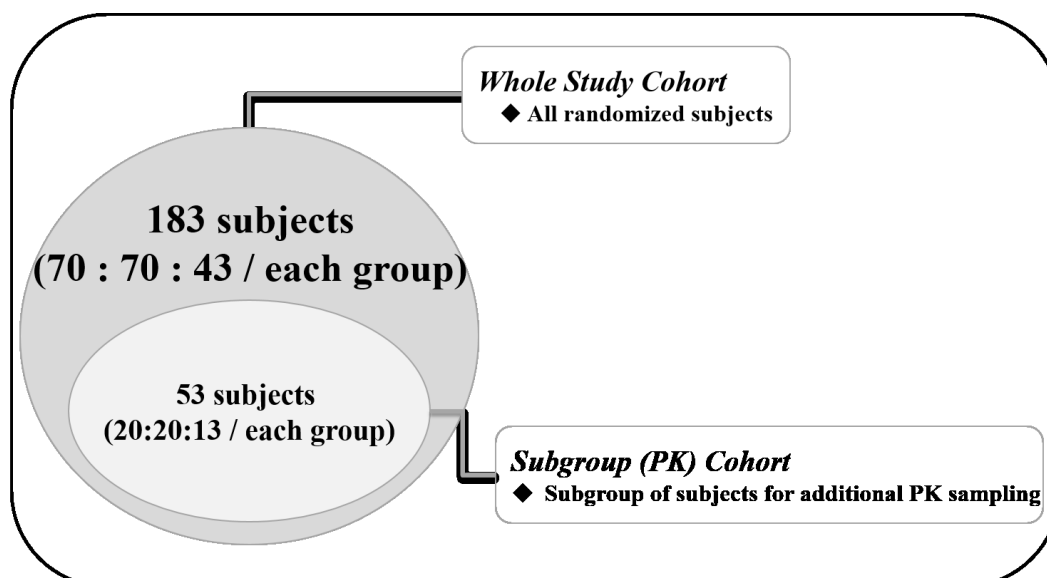 Whole Study Cohort
◆ All randomized subjects
183 subjects
(70 : 70 : 43 / each group)
53 subjects
(20:20:13 / each group)
Subgroup (PK) Cohort
◆ Subgroup of subjects for additional PK sampling